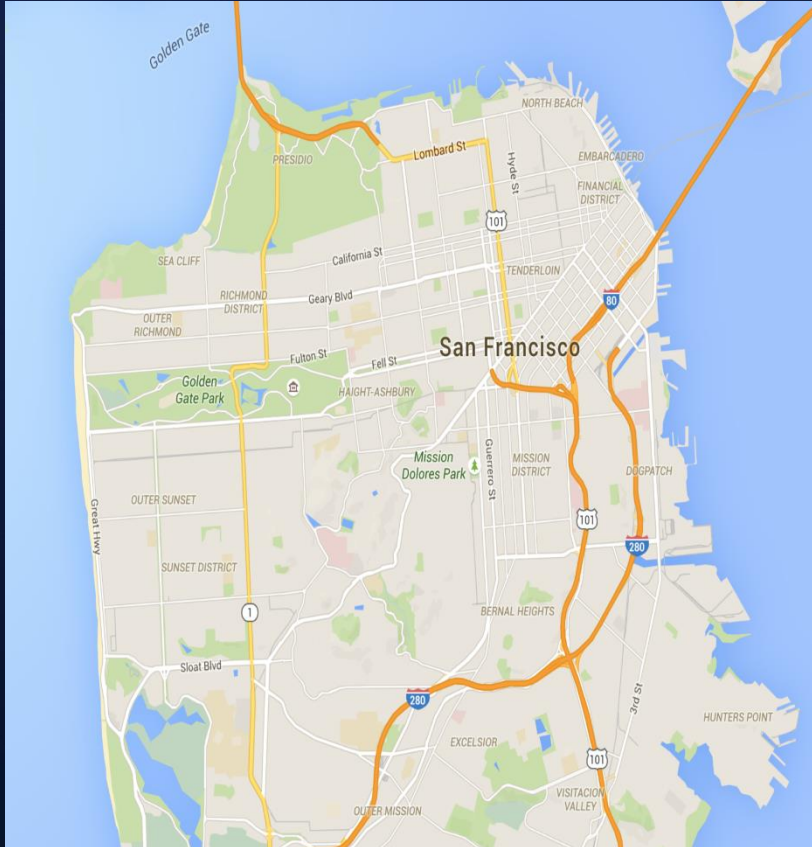 Golden Gate
NORTH BEACH
Lombard St
Hyde St
PRESIDIO
EMBARCADERO
FINANCIAL
DISTRICT
101
California St
SEA CLIFF
TENDERLOIN
RICHMOND
DISTRICT
Geary Blvd
80
OUTER
RICHMOND
San Francisco
Fulton St
Fell St
Golden
Gate Park
HAIGHT-ASHBURY
Mission
Dolores Park
Guerrero St
MISSION
DISTRICT
DOGPATCH
OUTER SUNSET
Great Hwy
101
280
SUNSET DISTRICT
1
BERNAL HEIGHTS
Sloat Blvd
280
3rd St
HUNTERS POINT
EXCELSIOR
101
VISITACION
VALLEY
OUTER MISSION